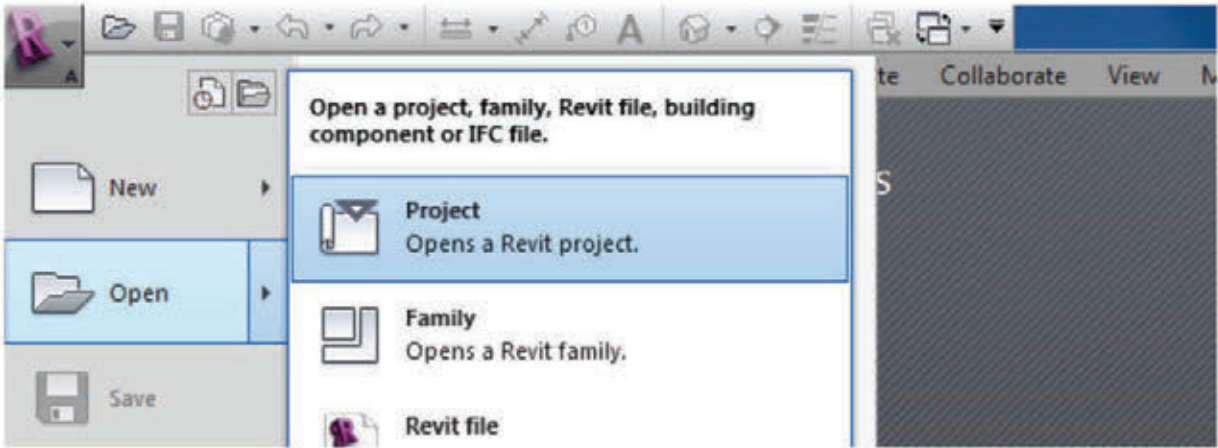 R
A
A
te Collaborate View M
Open a project, family, Revit file, building
component or IFC file.
S
New
Project
Opens a Revit project.
Open
Family
Opens a Revit family.
Save
Revit file